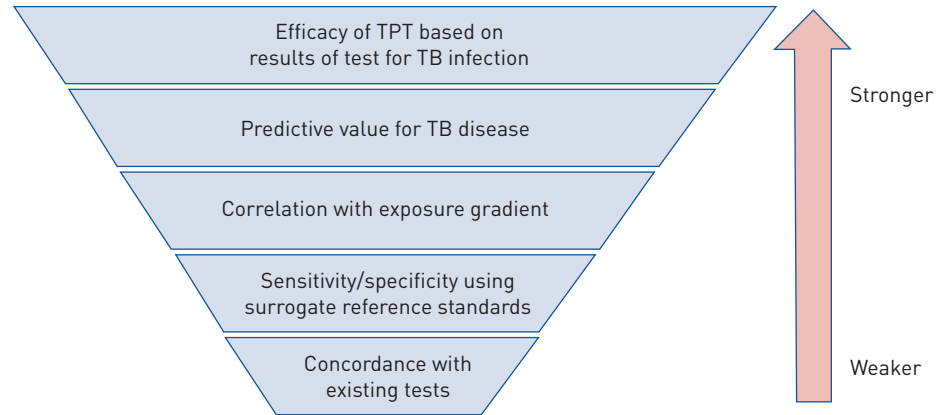 Efficacy of TPT based on
results of test for TB infection
Stronger
Predictive value for TB disease
Correlation with exposure gradient
Sensitivity/specificity using
surrogate reference standards
Concordance with
existing tests
Weaker